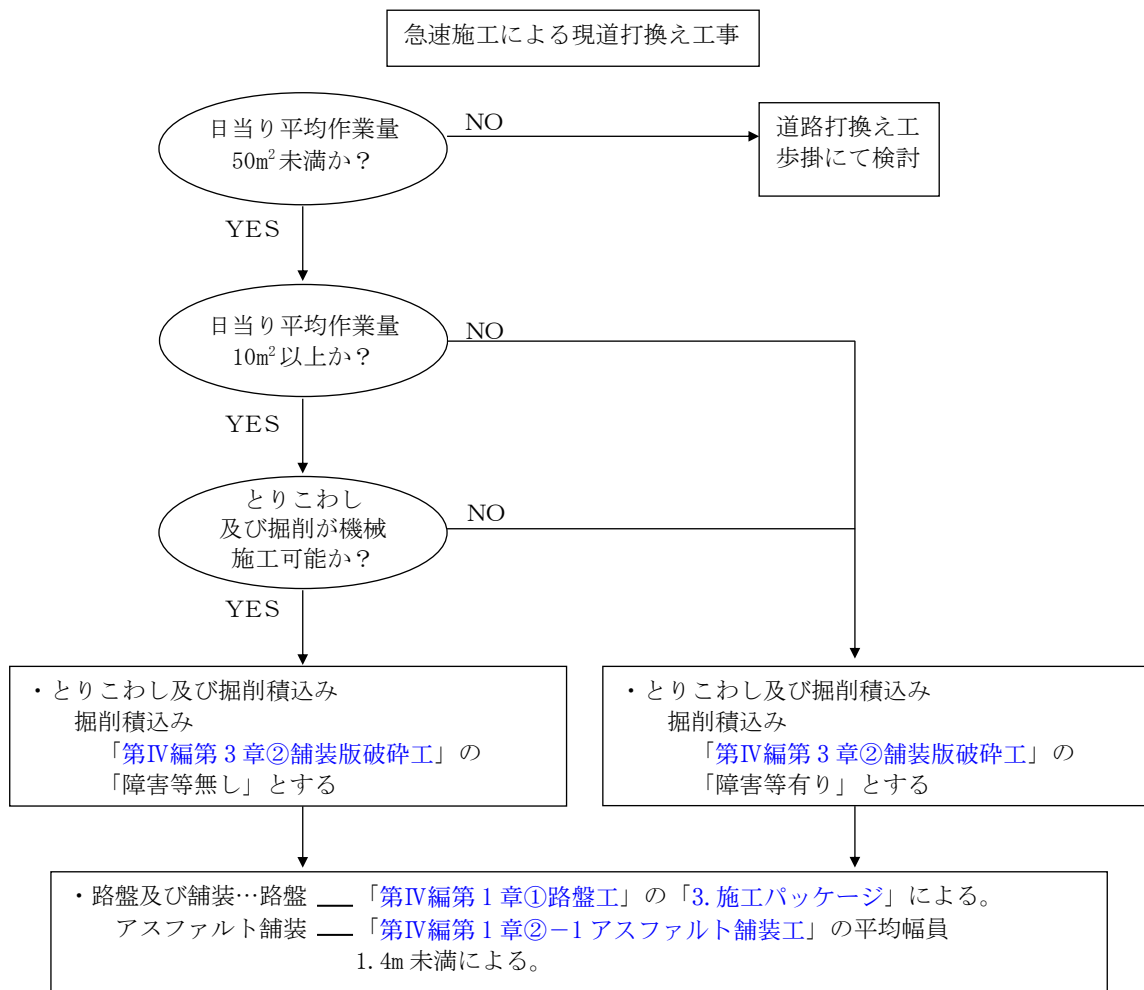 急速施工による現道打換え工事
日当り平均作業量
50m²未満か？
NO
道路打換え工
歩掛にて検討
YES
日当り平均作業量
10m²以上か？
NO
YES
とりこわし
及び掘削が機械
施工可能か？
NO
YES
・とりこわし及び掘削積込み
掘削積込み
「第Ⅳ編第3章②舗装版破砕工」の
「障害等無し」とする
・とりこわし及び掘削積込み
掘削積込み
「第Ⅳ編第3章②舗装版破砕工」の
「障害等有り」とする
・路盤及び舗装…路盤 「第Ⅳ編第1章①路盤工」の「3.施工パッケージ」による。
アスファルト舗装 「第Ⅳ編第1章②－1アスファルト舗装工」の平均幅員
1.4m未満による。